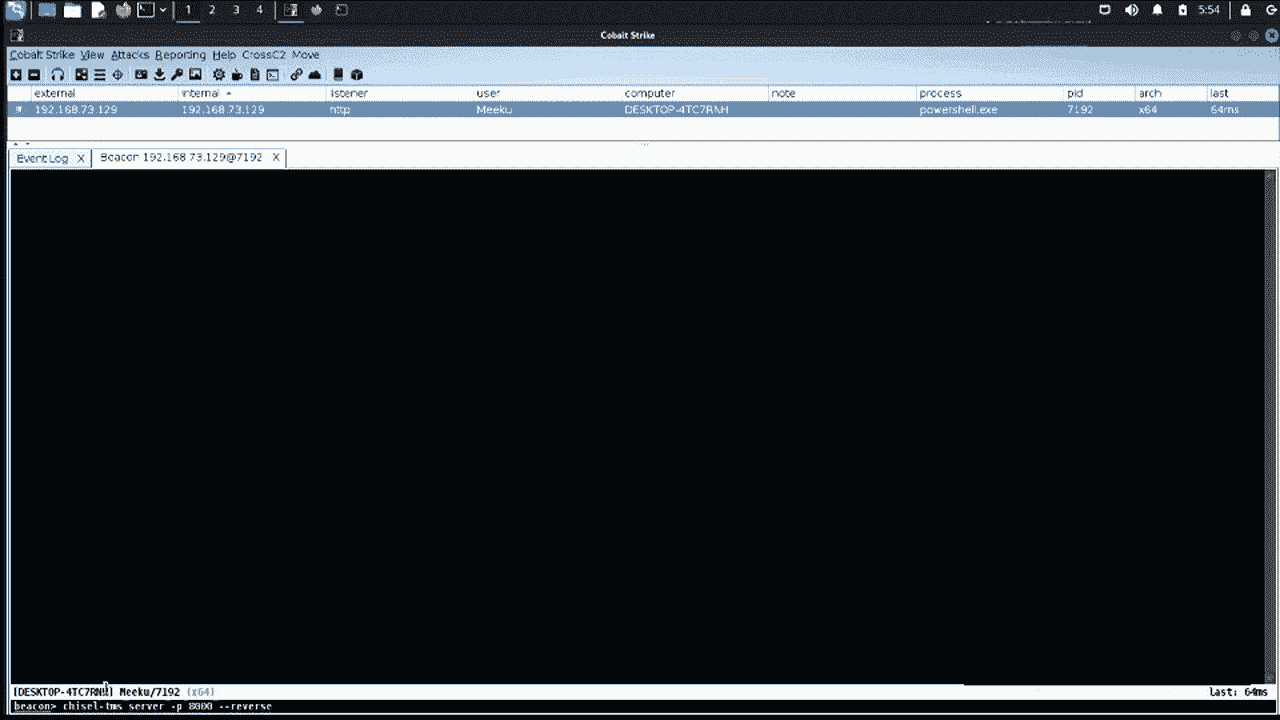 1 2 3 4 5:54
Cobalt Strike
Cobalt Strike View Attacks Reporting Help CrossC2 Move
external internal listener user computer note process pid arch last
192.168.73.129 192.168.73.129 http Meeku DESKTOP-4TC7RNH powershell.exe 7192 x64 64ms
Event Log X Beacon 192.168.73.129@7192 X
[DESKTOP-4TC7RNH] Meeku/7192 (x64) last: 64ms
beacon> chisel-tms server -p 8000 --reverse